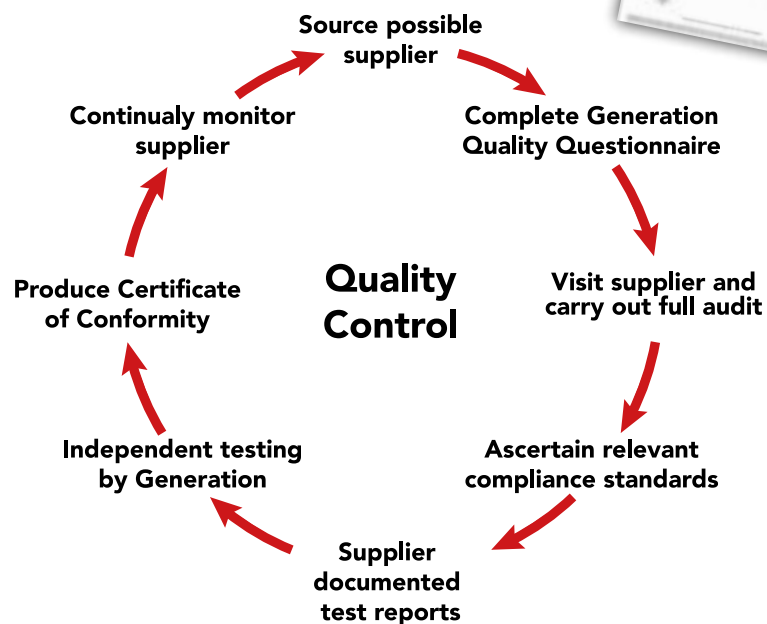 Source possible
supplier
Complete Generation
Quality Questionnaire
Visit supplier and
carry out full audit
Ascertain relevant
compliance standards
Supplier
documented
test reports
Independent testing
by Generation
Produce Certificate
of Conformity
Continualy monitor
supplier
Quality
Control